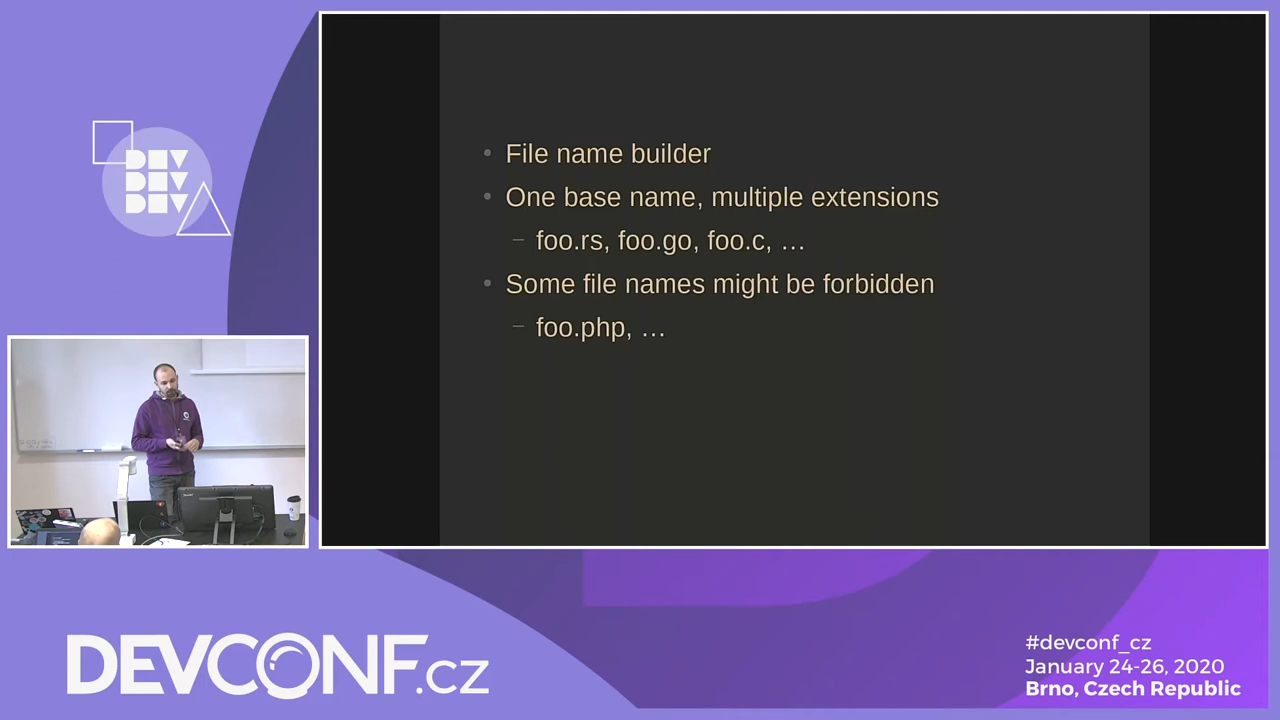 DEV
DEV
DEV
File name builder
One base name, multiple extensions
foo.rs, foo.go, foo.c, …
Some file names might be forbidden
foo.php, …
DEVCONF.cz
#devconf_cz
January 24-26, 2020
Brno, Czech Republic